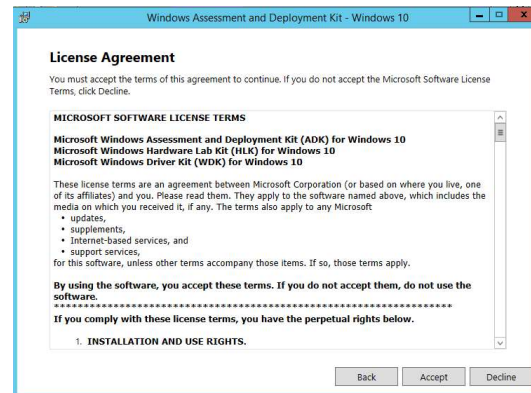 Windows Assessment and Deployment Kit - Windows 10
License Agreement
You must accept the terms of this agreement to continue. If you do not accept the Microsoft Software License
Terms, click Decline.
MICROSOFT SOFTWARE LICENSE TERMS
Microsoft Windows Assessment and Deployment Kit (ADK) for Windows 10
Microsoft Windows Hardware Lab Kit (HLK) for Windows 10
Microsoft Windows Driver Kit (WDK) for Windows 10
These license terms are an agreement between Microsoft Corporation (or based on where you live, one
of its affiliates) and you. Please read them. They apply to the software named above, which includes the
media on which you received it, if any. The terms also apply to any Microsoft
• updates,
• supplements,
• Internet-based services, and
• support services,
for this software, unless other terms accompany those items. If so, those terms apply.
By using the software, you accept these terms. If you do not accept them, do not use the
software.
*******************************************************************
If you comply with these license terms, you have the perpetual rights below.
1. INSTALLATION AND USE RIGHTS.
Back Accept Decline